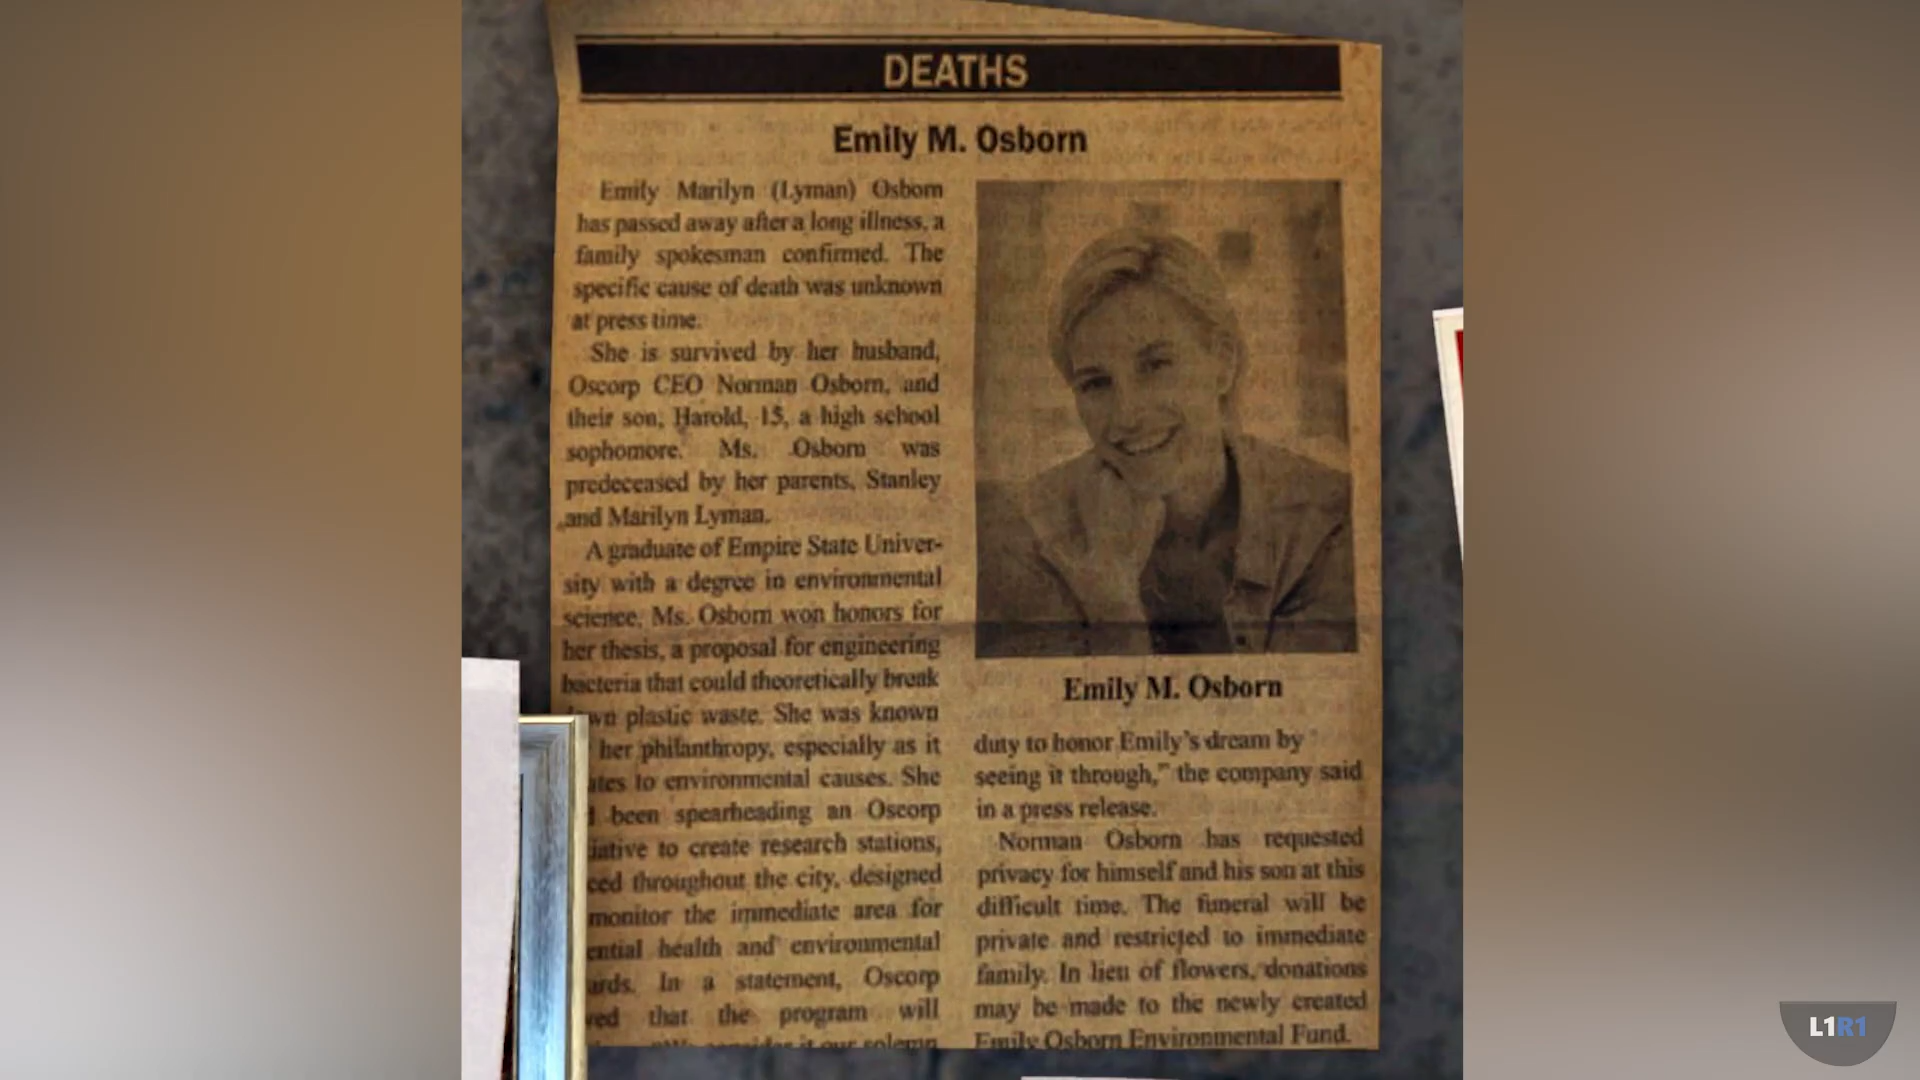 DEATHS
Emily M. Osborn
Emily Marilyn (Lyman) Osborn
has passed away after a long illness, a
family spokesman confirmed. The
specific cause of death was unknown
at press time.
She is survived by her husband,
Oscorp CEO Norman Osborn, and
their son, Harold, 15, a high school
sophomore. Ms. Osborn was
predeceased by her parents, Stanley
and Marilyn Lyman.
A graduate of Empire State Univer-
sity with a degree in environmental
science, Ms. Osborn won honors for
her thesis, a proposal for engineering
bacteria that could theoretically break
plastic waste. She was known
her philanthropy, especially as it
to environmental causes. She
been spearheading an Oscorp
to create research stations,
throughout the city, designed
monitor the immediate area for
health and environmental
In a statement, Oscorp
that the program will
it our solemn
Emily M. Osborn
duty to honor Emily's dream by
seeing it through," the company said
in a press release.
Norman Osborn has requested
privacy for himself and his son at this
difficult time. The funeral will be
private and restricted to immediate
family. In lieu of flowers, donations
may be made to the newly created
Emily Osborn Environmental Fund.
L1R1